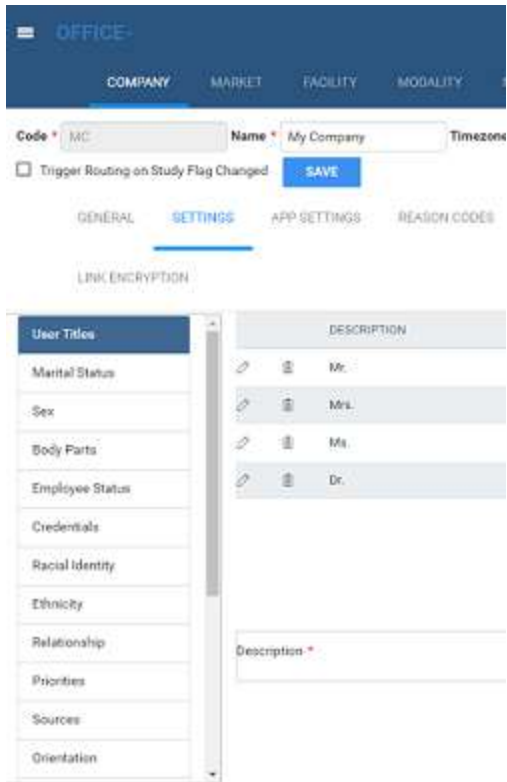 OFFICE-
COMPANY MARKET FACILITY MODALITY
Code * MC Name * My Company Timezone
Trigger Routing on Study Flag Changed SAVE
GENERAL SETTINGS APP SETTINGS REASON CODES
LINK ENCRYPTION
User Titles
Marital Status
Sex
Body Parts
Employee Status
Credentials
Racial Identity
Ethnicity
Relationship
Priorities
Sources
Orientation
DESCRIPTION
Mr.
Mrs.
Ms.
Dr.
Description *